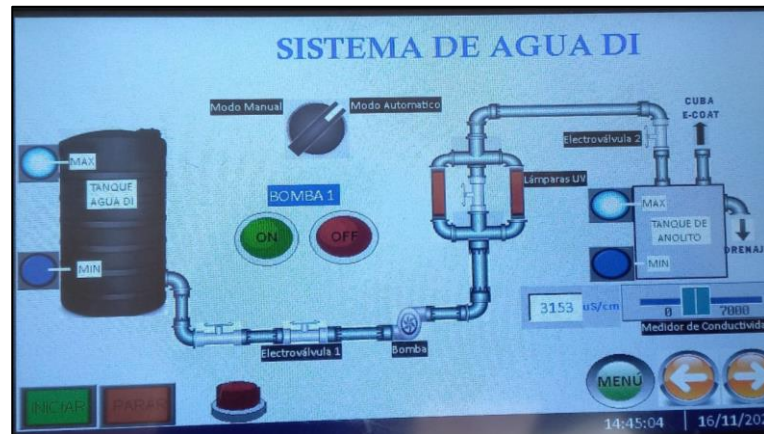 SISTEMA DE AGUA DI
Modo Manual
Modo Automatico
CUBA
E-COAT
Electroválvula 2
MAX
TANQUE
AGUA DI
BOMBA 1
Lámparas UV
ON
OFF
MAX
TANQUE DE
ANOLITO
DRENAJ
MIN
MIN
3153
uS/cm
0
7000
Medidor de Conductivida
Electroválvula 1
Bomba
MENÚ
INICIAR
PARAR
14:45:04
16/11/202